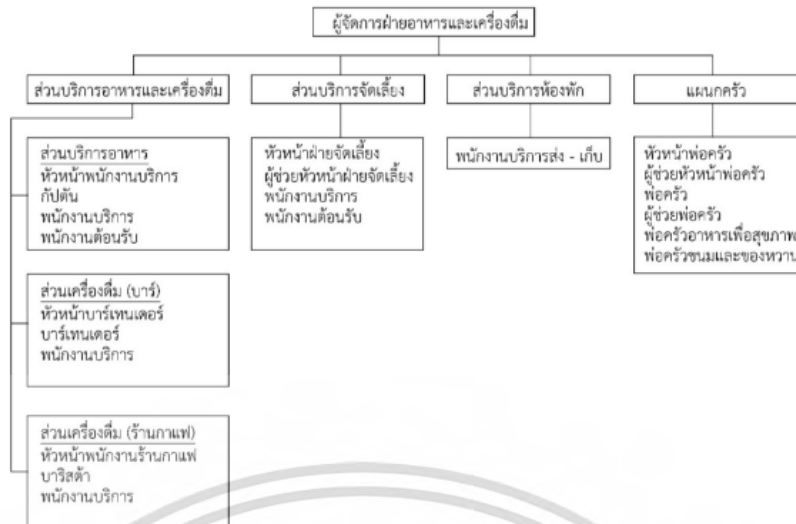 ผู้จัดการฝ่ายอาหารและเครื่องดื่ม
ส่วนบริการอาหารและเครื่องดื่ม
ส่วนบริการจัดเลี้ยง
ส่วนบริการห้องพัก
แผนกครัว
ส่วนบริการอาหาร
หัวหน้าพนักงานบริการ
กัปตัน
พนักงานบริการ
พนักงานต้อนรับ
หัวหน้าฝ่ายจัดเลี้ยง
ผู้ช่วยหัวหน้าฝ่ายจัดเลี้ยง
พนักงานบริการ
พนักงานต้อนรับ
พนักงานบริการส่ง - เก็บ
หัวหน้าพ่อครัว
ผู้ช่วยหัวหน้าพ่อครัว
พ่อครัว
ผู้ช่วยพ่อครัว
พ่อครัวอาหารเพื่อสุขภาพ
พ่อครัวขนมและของหวาน
ส่วนเครื่องดื่ม (บาร์)
หัวหน้าบาร์เทนเดอร์
บาร์เทนเดอร์
พนักงานบริการ
ส่วนเครื่องดื่ม (ร้านกาแฟ)
หัวหน้าพนักงานร้านกาแฟ
บาริสต้า
พนักงานบริการ